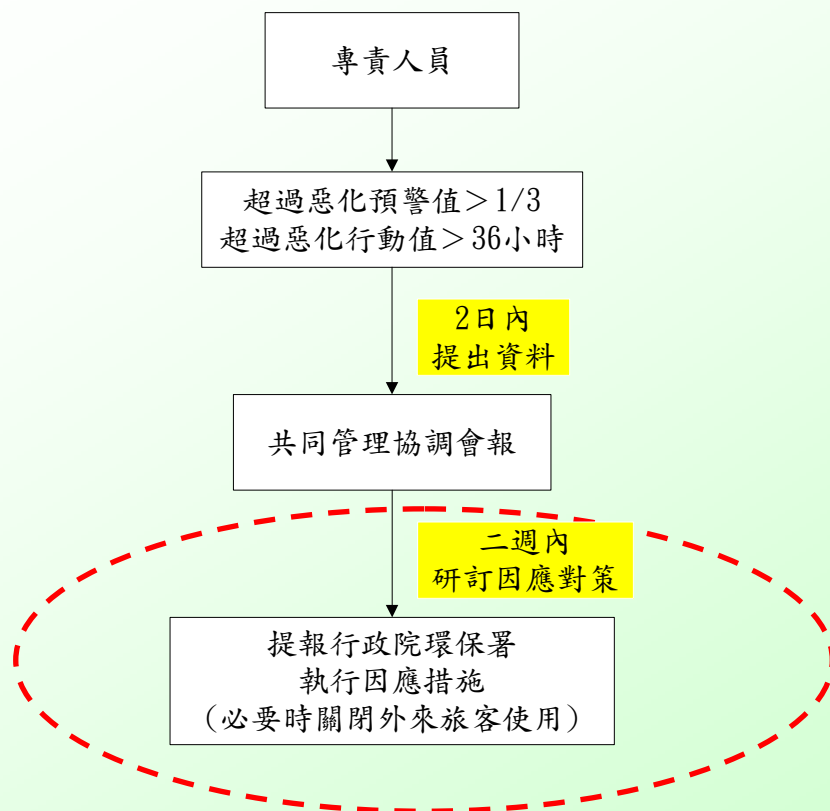 專責人員
超過惡化預警值＞1/3
超過惡化行動值＞36小時
2日內
提出資料
共同管理協調會報
二週內
研訂因應對策
提報行政院環保署
執行因應措施
（必要時關閉外來旅客使用）